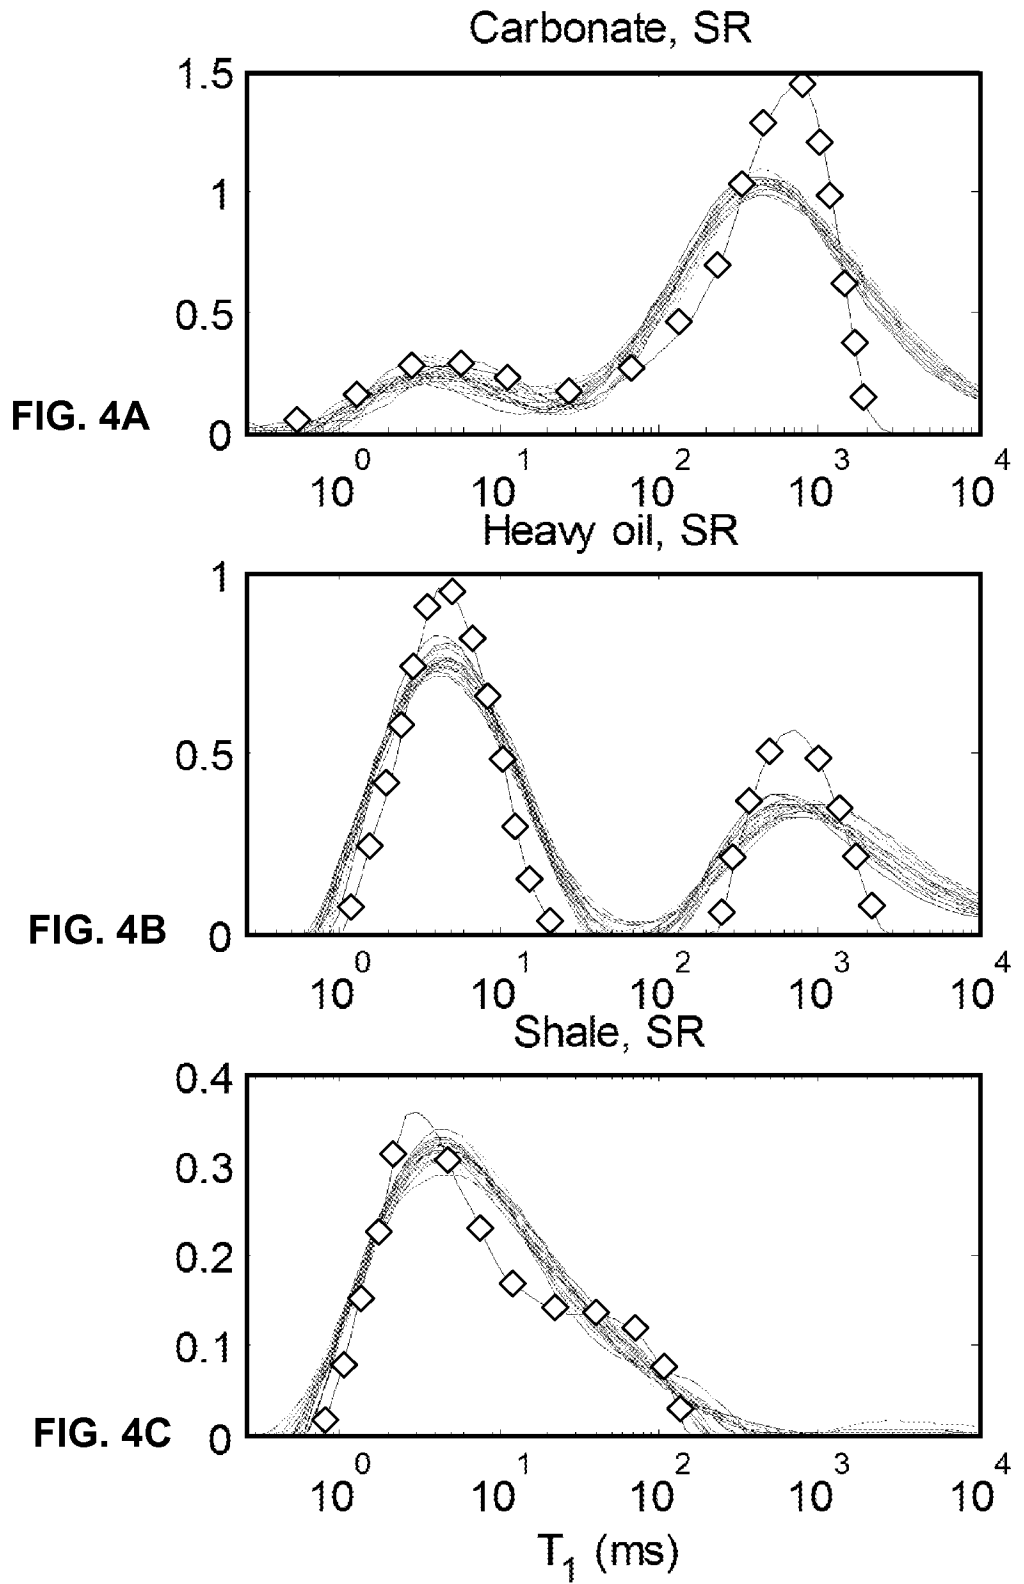 Carbonate, SR
1.5
1
0.5
0
10^0 10^1 10^2 10^3 10^4
FIG. 4A
Heavy oil, SR
1
0.5
0
10^0 10^1 10^2 10^3 10^4
FIG. 4B
Shale, SR
0.4
0.3
0.2
0.1
0
10^0 10^1 10^2 10^3 10^4
FIG. 4C
T_1 (ms)